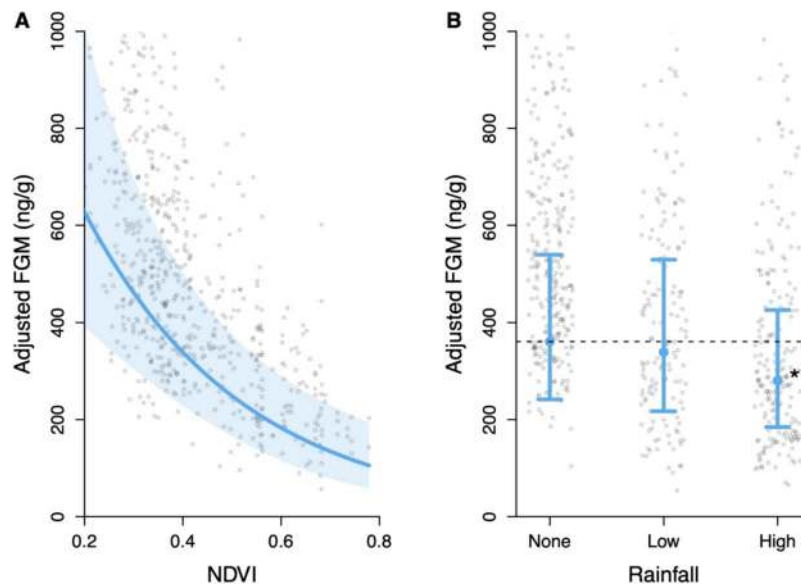 A
Adjusted FGM (ng/g)
1000
800
600
400
200
0
0.2 0.4 0.6 0.8
NDVI
B
Adjusted FGM (ng/g)
1000
800
600
400
200
0
*
None Low High
Rainfall